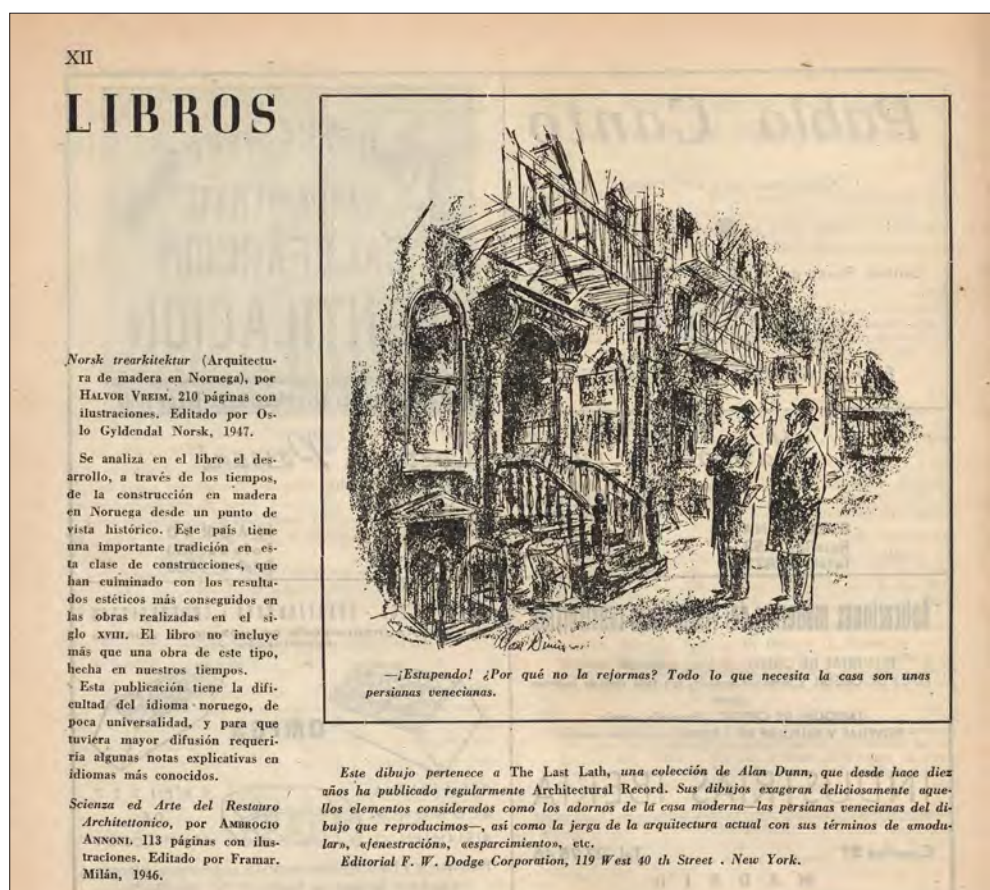 XII
LIBROS
Norsk trearkitektur (Arquitectu-
ra de madera en Noruega), por
HALVOR VREIM. 210 páginas con
ilustraciones. Editado por Os-
lo Gyldendal Norsk, 1947.
Se analiza en el libro el des-
arrollo, a través de los tiempos,
de la construcción en madera
en Noruega desde un punto de
vista histórico. Este país tiene
una importante tradición en es-
ta clase de construcciones, que
han culminado con los resulta-
dos estéticos más conseguidos en
las obras realizadas en el si-
glo XVIII. El libro no incluye
más que una obra de este tipo,
hecha en nuestros tiempos.
Esta publicación tiene la difi-
cultad del idioma noruego, de
poca universalidad, y para que
tuviera mayor difusión requeri-
ría algunas notas explicativas en
idiomas más conocidos.
Scienza ed Arte del Restauro
Architettonico, por AMBROGIO
ANNONI. 113 páginas con ilus-
traciones. Editado por Framar.
Milán, 1946.
Alan Dunn
—¡Estupendo! ¿Por qué no la reformas? Todo lo que necesita la casa son unas
persianas venecianas.
Este dibujo pertenece a The Last Lath, una colección de Alan Dunn, que desde hace diez
años ha publicado regularmente Architectural Record. Sus dibujos exageran deliciosamente aque-
llos elementos considerados como los adornos de la casa moderna—las persianas venecianas del di-
bujo que reproducimos—, así como la jerga de la arquitectura actual con sus términos de «modu-
lar», «fenestración», «esparcimiento», etc.
Editorial F. W. Dodge Corporation, 119 West 40 th Street . New York.